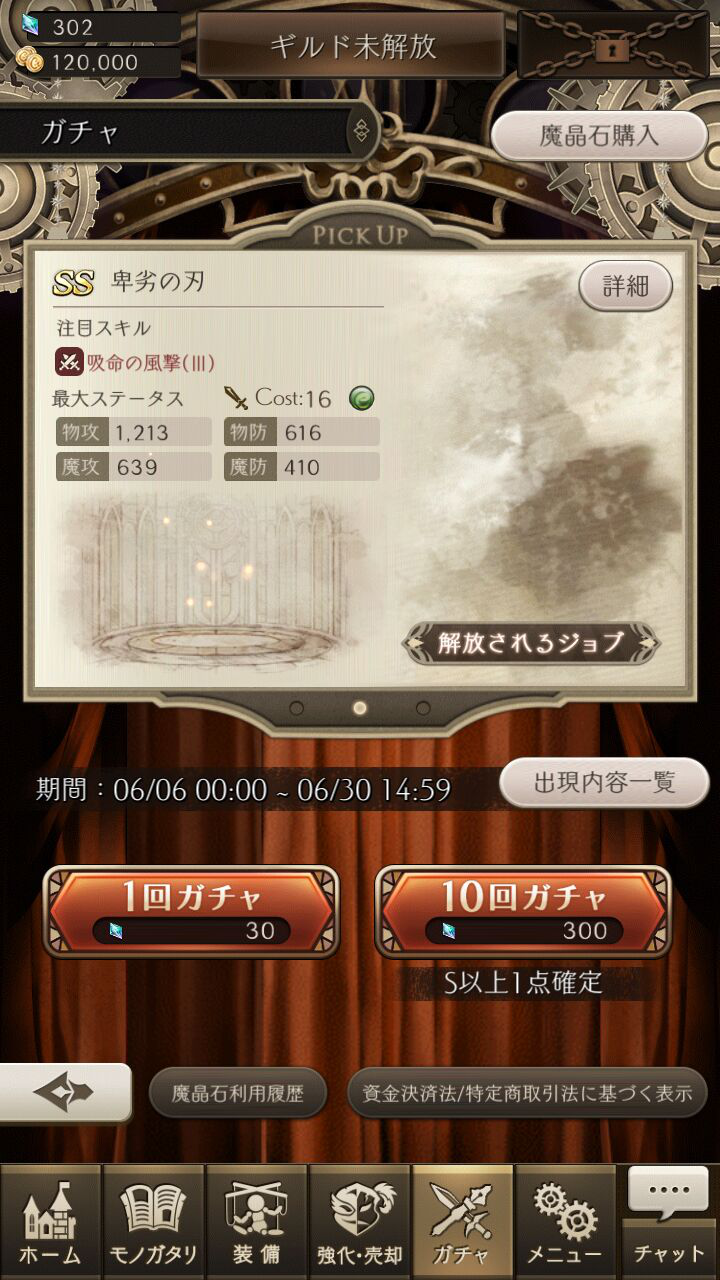 302
120,000
ギルド未解放
ガチャ
魔晶石購入
PICK UP
SS 卑劣の刃
詳細
注目スキル
吸命の風撃(III)
最大ステータス Cost:16
物攻 1,213 物防 616
魔攻 639 魔防 410
解放されるジョブ
期間：06/06 00:00 ~ 06/30 14:59
出現内容一覧
1回ガチャ
30
10回ガチャ
300
S以上1点確定
魔晶石利用履歴
資金決済法/特定商取引法に基づく表示
ホーム
モノガタリ
装備
強化・売却
ガチャ
メニュー
チャット